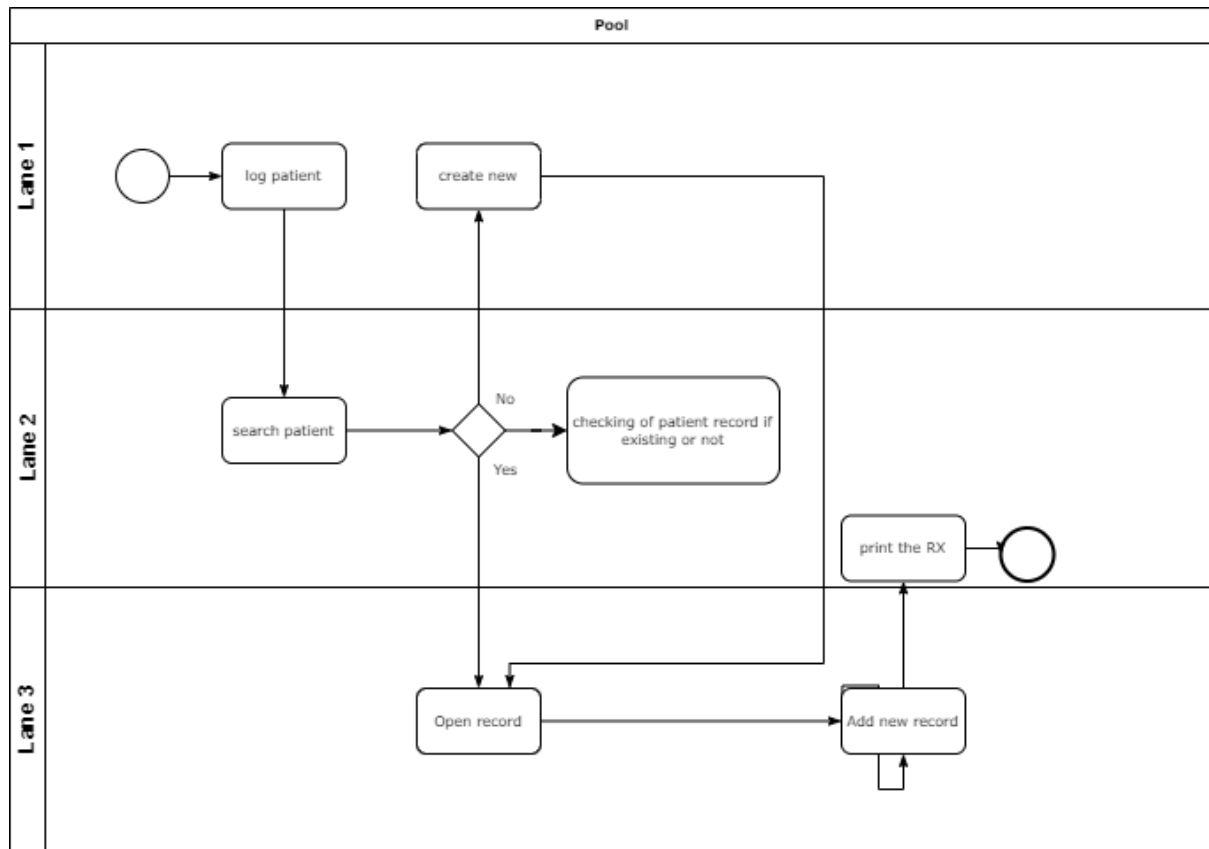 Pool
Lane 1
log patient
create new
Lane 2
search patient
No
Yes
checking of patient record if
existing or not
print the RX
Lane 3
Open record
Add new record